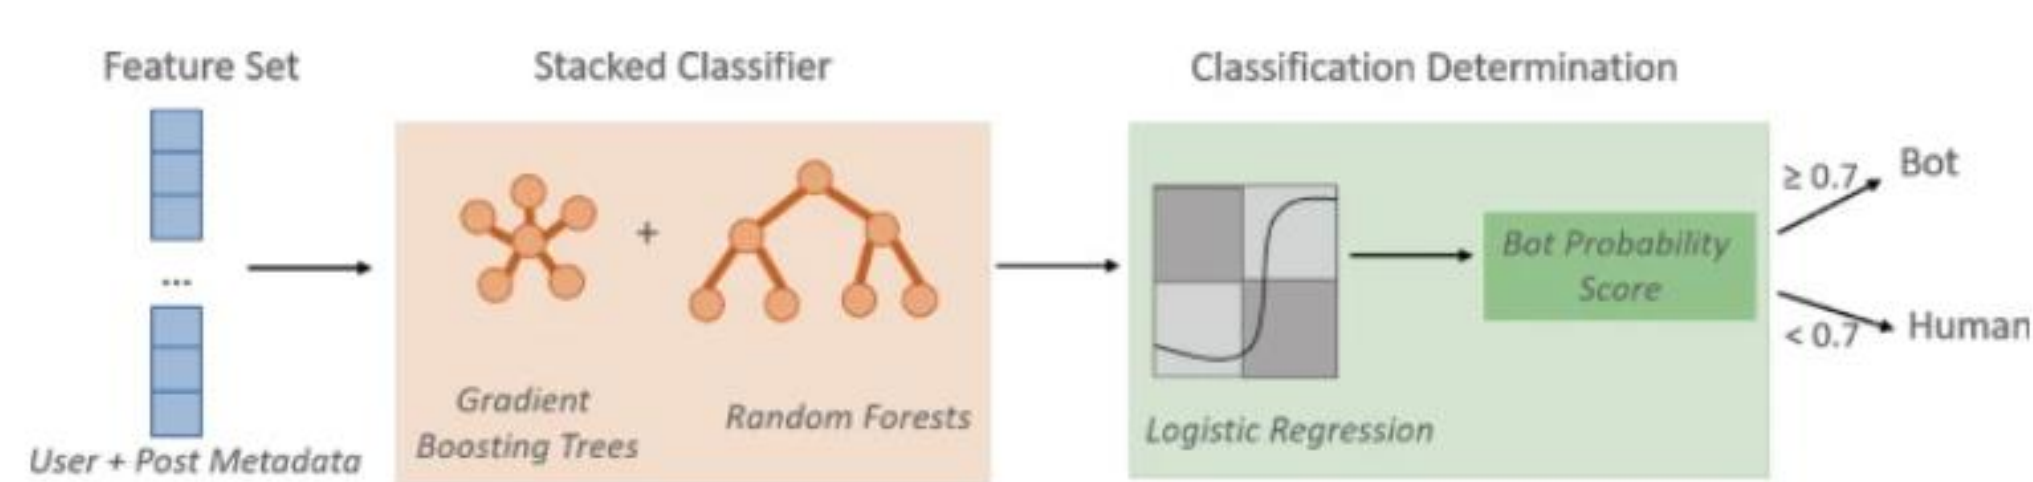 Feature Set
Stacked Classifier
Classification Determination
...
+
Gradient
Boosting Trees
Random Forests
User + Post Metadata
Logistic Regression
Bot Probability
Score
≥ 0.7
Bot
< 0.7
Human